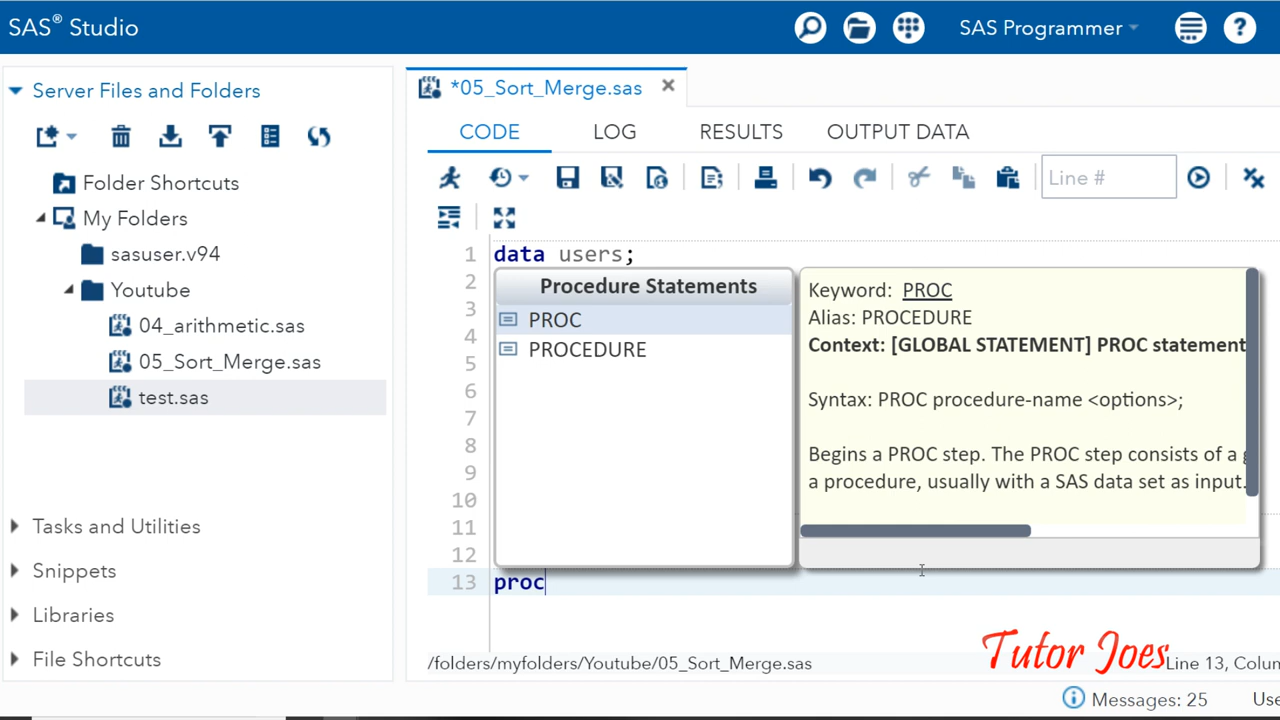 SAS® Studio
SAS Programmer
Server Files and Folders
Folder Shortcuts
My Folders
sasuser.v94
Youtube
04_arithmetic.sas
05_Sort_Merge.sas
test.sas
Tasks and Utilities
Snippets
Libraries
File Shortcuts
*05_Sort_Merge.sas
CODE LOG RESULTS OUTPUT DATA
Line #
1 data users;
2
3
4
5
6
7
8
9
10
11
12
13 proc
Procedure Statements
PROC
PROCEDURE
Keyword: PROC
Alias: PROCEDURE
Context: [GLOBAL STATEMENT] PROC statement
Syntax: PROC procedure-name <options>;
Begins a PROC step. The PROC step consists of a
a procedure, usually with a SAS data set as input.
/folders/myfolders/Youtube/05_Sort_Merge.sas
Tutor Joes
Line 13, Colum
Messages: 25
Use